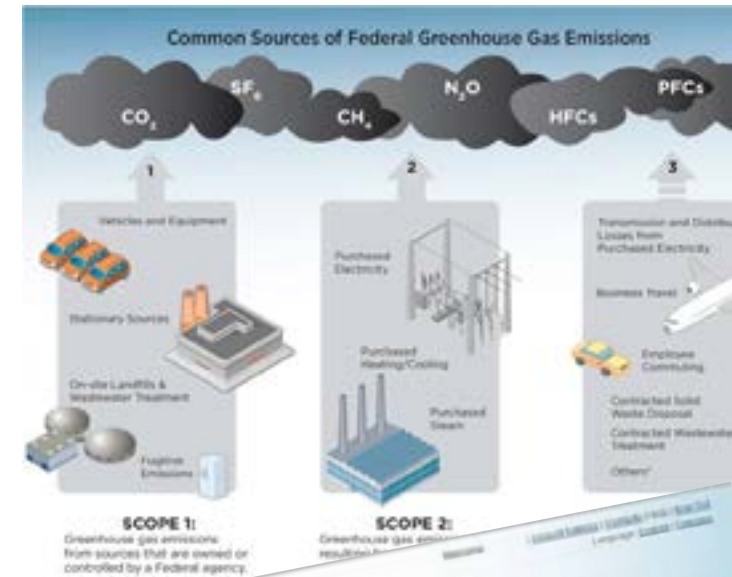 Common Sources of Federal Greenhouse Gas Emissions
CO₂
SF₆
CH₄
N₂O
HFCs
PFCs
1
2
3
Vehicles and Equipment
Stationary Sources
On-site Landfills &
Wastewater Treatment
Fugitive
Emissions
Purchased
Electricity
Purchased
Heating/Cooling
Purchased
Steam
Transmission and Distribu
Losses from
Purchased Electricity
Business Travel
Employee
Commuting
Contracted Solid
Waste Disposal
Contracted Wastewater
Treatment
Others*
SCOPE 1:
Greenhouse gas emissions
from sources that are owned or
controlled by a Federal agency.
SCOPE 2:
Greenhouse gas
Language: